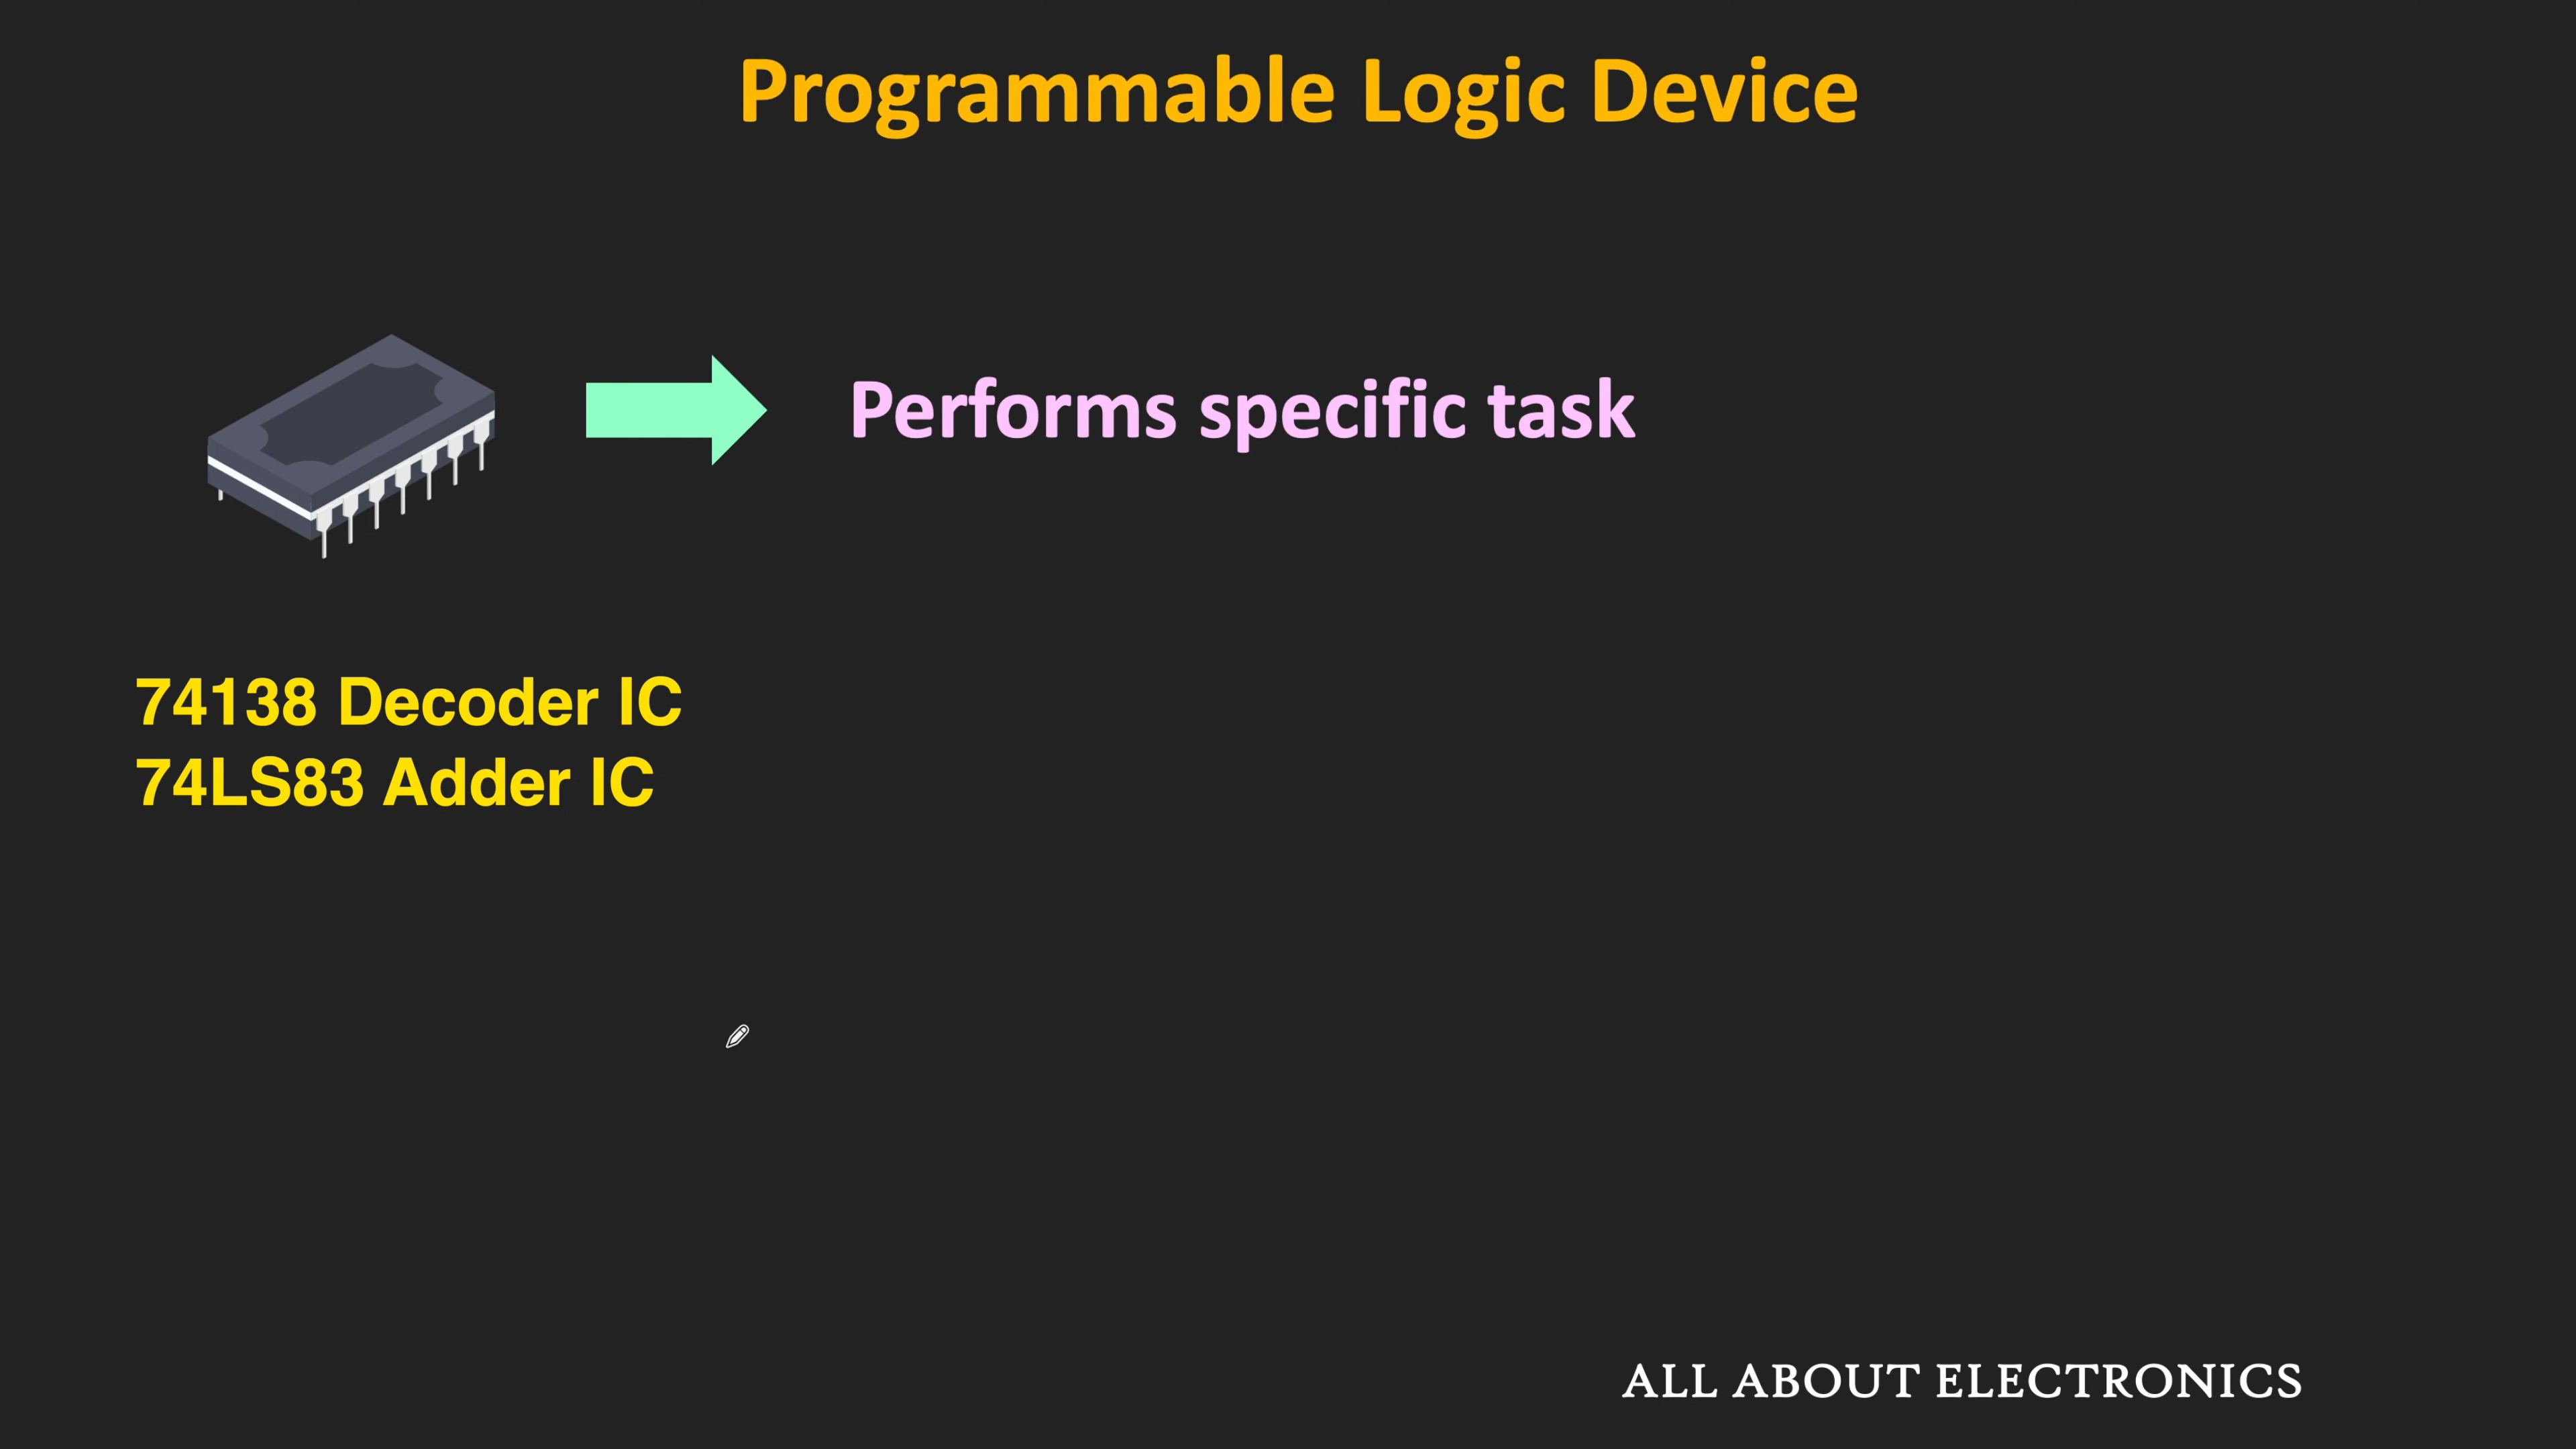 Programmable Logic Device
Performs specific task
74138 Decoder IC
74LS83 Adder IC
ALL ABOUT ELECTRONICS